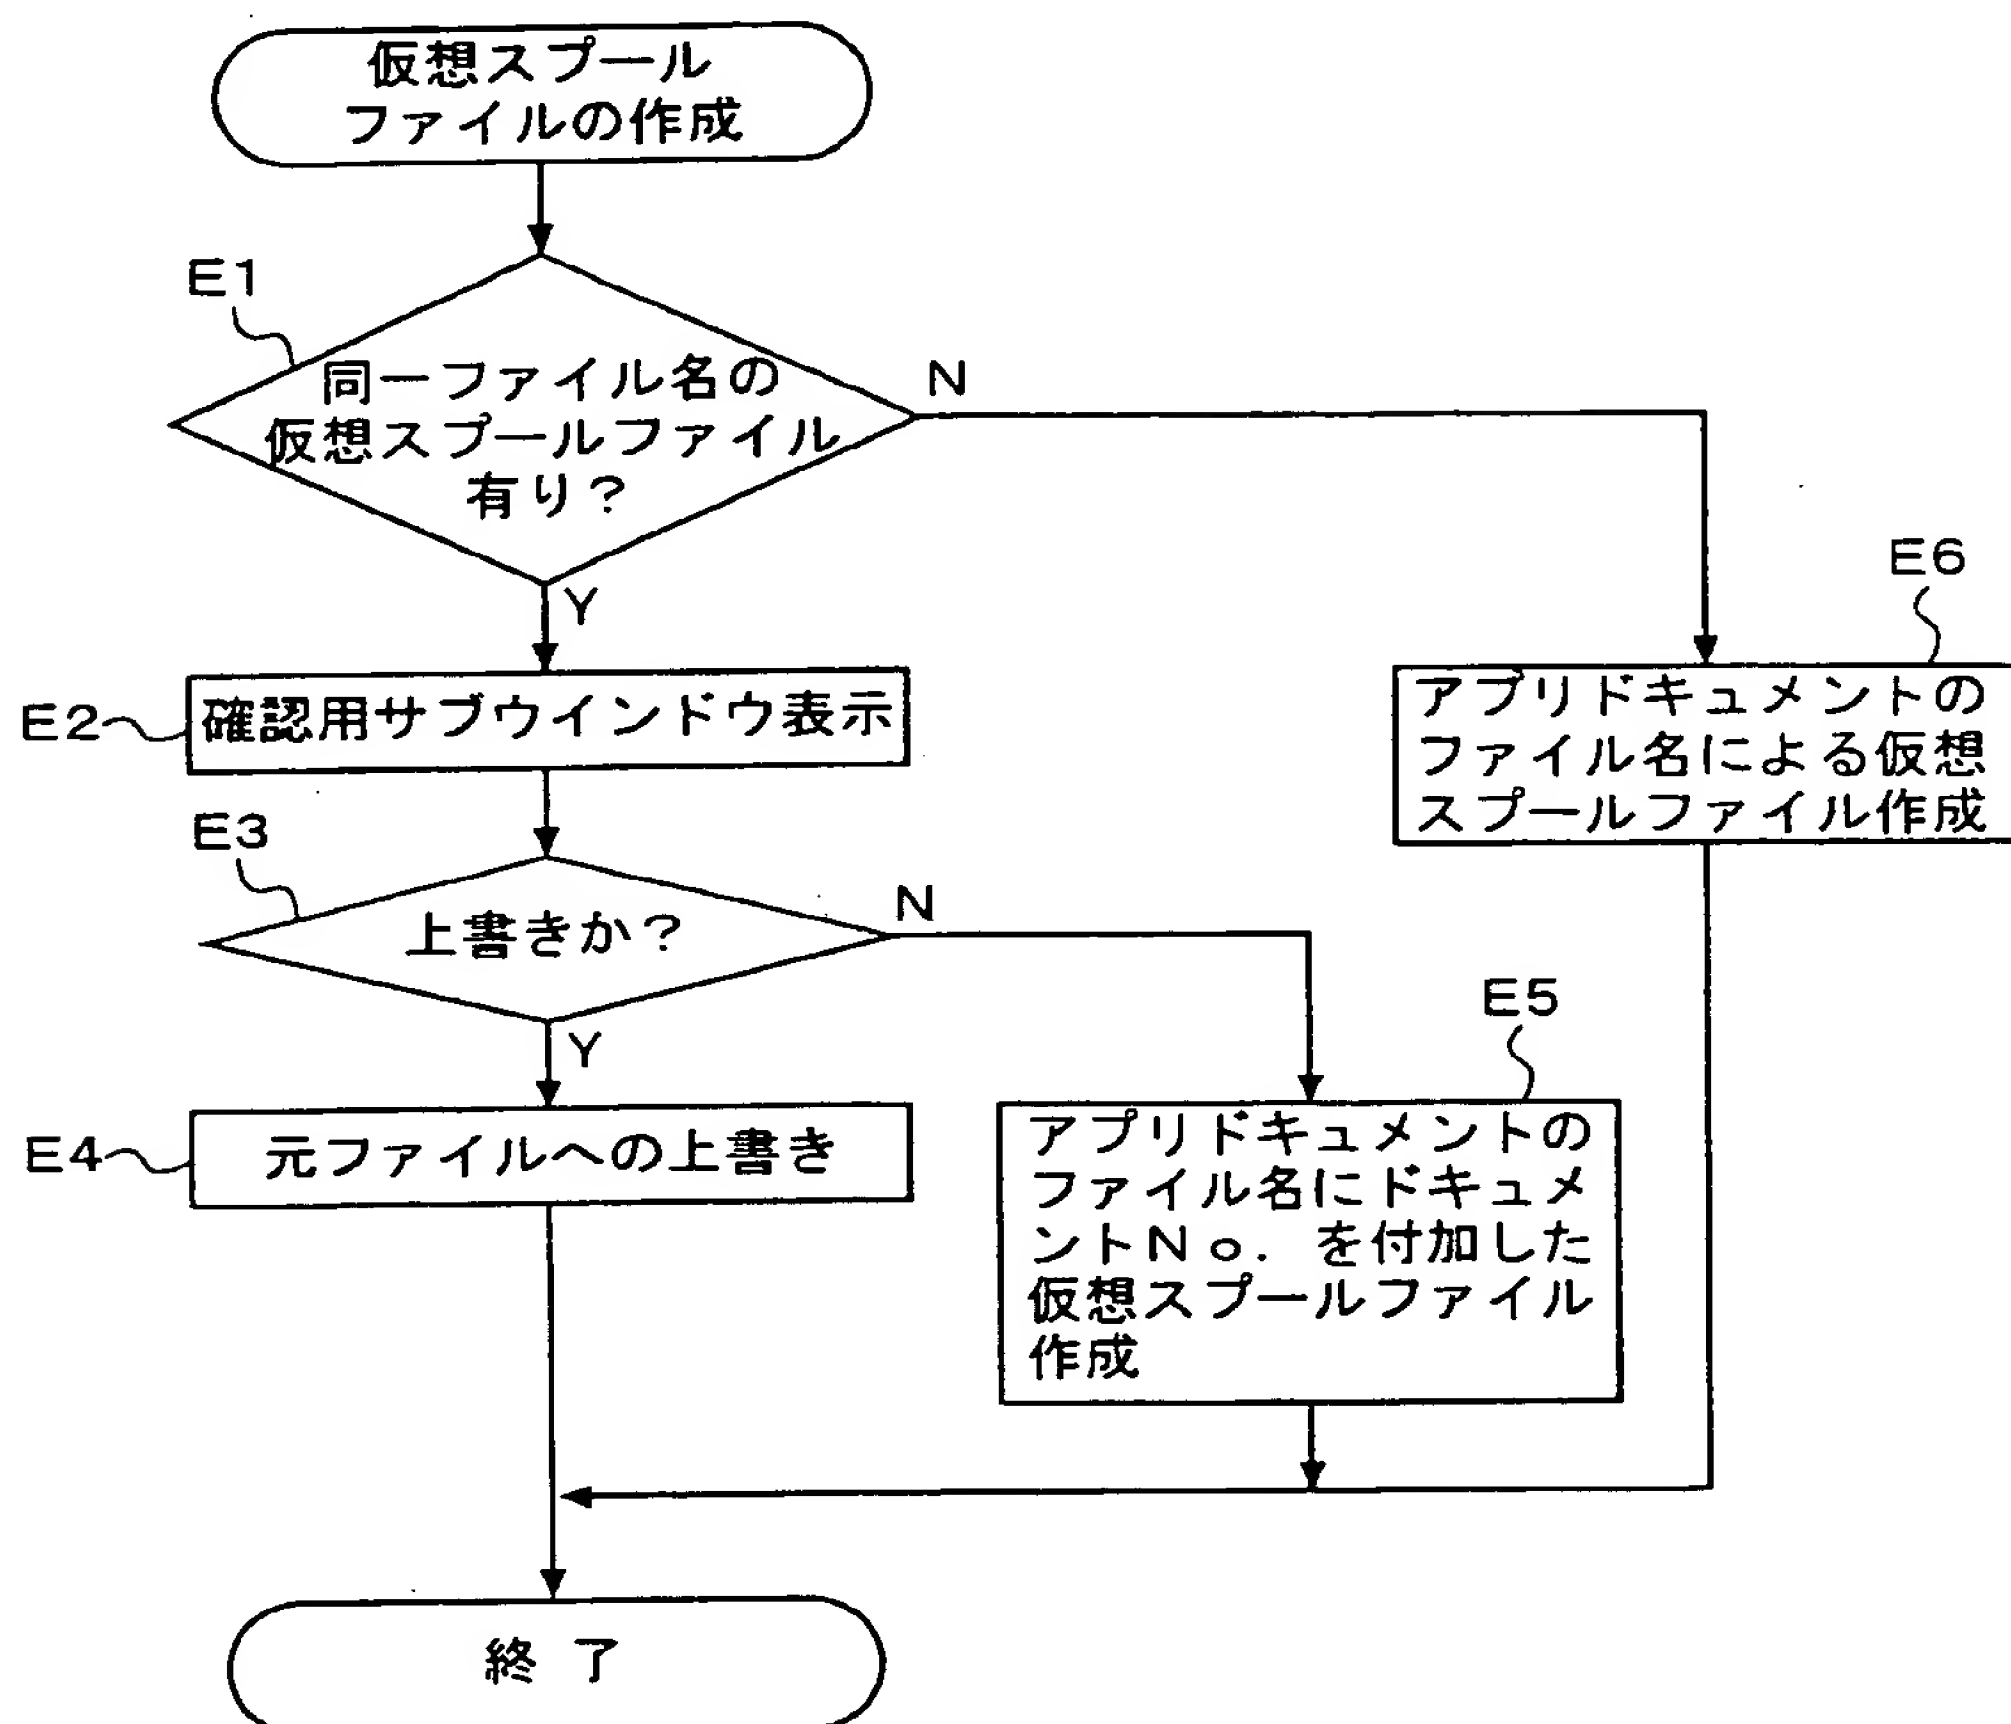 仮想スプール
ファイルの作成
E1
同一ファイル名の
仮想スプールファイル
有り？
N
Y
E6
アプリドキュメントの
ファイル名による仮想
スプールファイル作成
E2
確認用サブウインドウ表示
E3
上書きか？
N
Y
E5
アプリドキュメントの
ファイル名にドキュメ
ントNo．を付加した
仮想スプールファイル
作成
E4
元ファイルへの上書き
終了